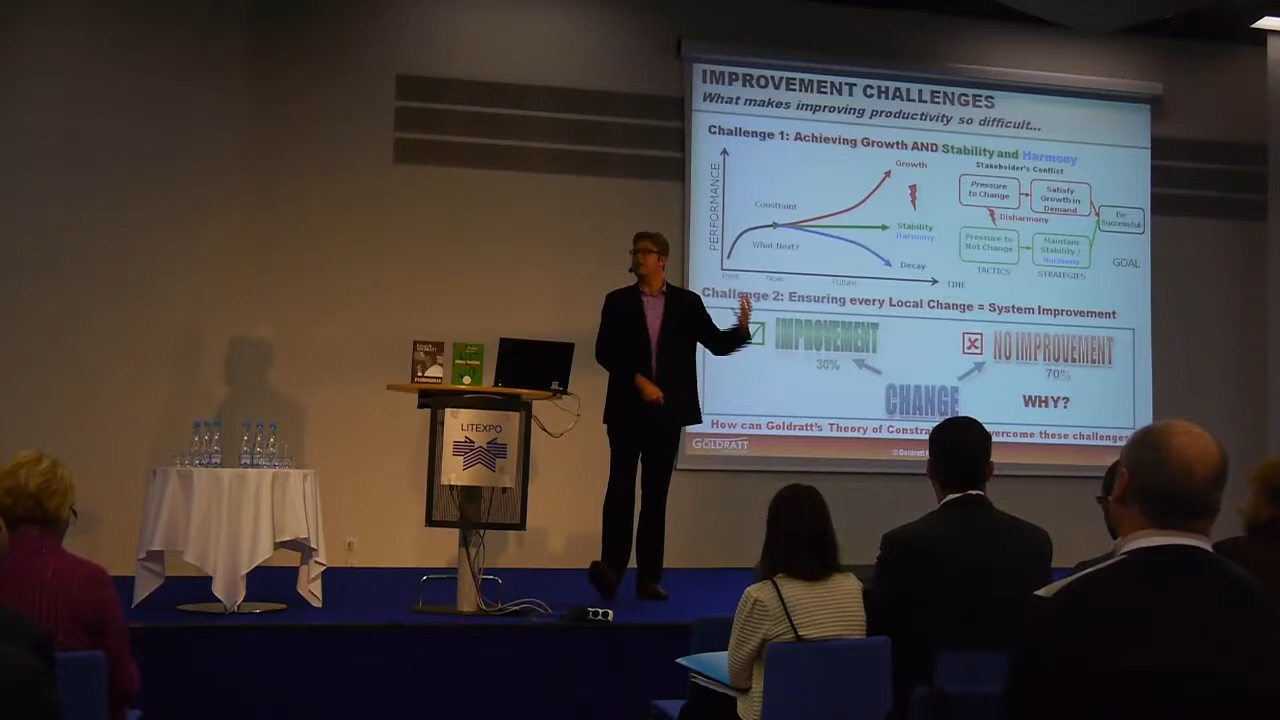 IMPROVEMENT CHALLENGES
What makes improving productivity so difficult...
Challenge 1: Achieving Growth AND Stability and Harmony
Stakeholder's Conflict
PERFORMANCE
Growth
Constraint
Stability
Harmony
What Next?
Decay
Past
Now
Future
TIME
Pressure
to Change
Satisfy
Growth in
Demand
Disharmony
Be
Successful
Pressure to
Not Change
Maintain
Stability /
Harmony
TACTICS
STRATEGIES
GOAL
Challenge 2: Ensuring every Local Change = System Improvement
IMPROVEMENT
30%
NO IMPROVEMENT
70%
CHANGE
WHY?
How can Goldratt's Theory of overcome these challenges
GOLDRATT
© Goldratt
LITEXPO